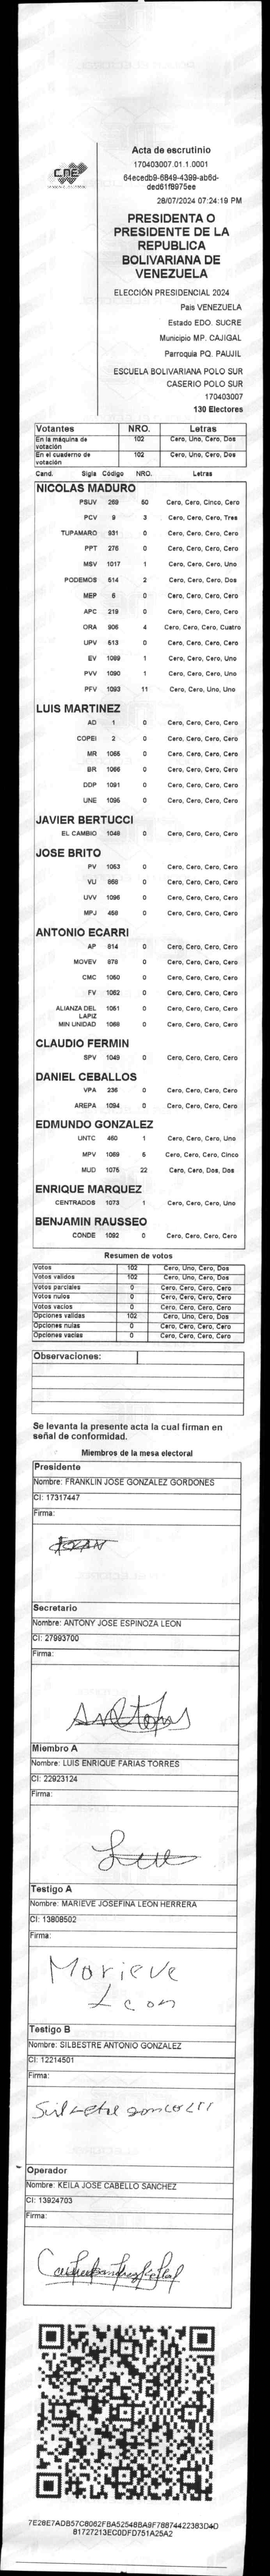 CNE
Acta de escrutinio
170403007.01.1.0001
64ecedb9-6849-4399-ab6d-
ded61f8975ee
28/07/2024 07:24:19 PM
PRESIDENTA O
PRESIDENTE DE LA
REPUBLICA
BOLIVARIANA DE
VENEZUELA
ELECCIÓN PRESIDENCIAL 2024
Pais VENEZUELA
Estado EDO. SUCRE
Municipio MP. CAJIGAL
Parroquia PQ. PAUJIL
ESCUELA BOLIVARIANA POLO SUR
CASERIO POLO SUR
170403007
130 Electores
Votantes NRO. Letras
En la máquina de votación 102 Cero, Uno, Cero, Dos
En el cuaderno de votación 102 Cero, Uno, Cero, Dos
Cand. Sigla Código NRO. Letras
NICOLAS MADURO
PSUV 269 50 Cero, Cero, Cinco, Cero
PCV 9 3 Cero, Cero, Cero, Tres
TUPAMARO 931 0 Cero, Cero, Cero, Cero
PPT 276 0 Cero, Cero, Cero, Cero
MSV 1017 1 Cero, Cero, Cero, Uno
PODEMOS 514 2 Cero, Cero, Cero, Dos
MEP 6 0 Cero, Cero, Cero, Cero
APC 219 0 Cero, Cero, Cero, Cero
ORA 906 4 Cero, Cero, Cero, Cuatro
UPV 513 0 Cero, Cero, Cero, Cero
EV 1089 1 Cero, Cero, Cero, Uno
PVV 1090 1 Cero, Cero, Cero, Uno
PFV 1093 11 Cero, Cero, Uno, Uno
LUIS MARTINEZ
AD 1 0 Cero, Cero, Cero, Cero
COPEI 2 0 Cero, Cero, Cero, Cero
MR 1065 0 Cero, Cero, Cero, Cero
BR 1066 0 Cero, Cero, Cero, Cero
DDP 1091 0 Cero, Cero, Cero, Cero
UNE 1095 0 Cero, Cero, Cero, Cero
JAVIER BERTUCCI
EL CAMBIO 1048 0 Cero, Cero, Cero, Cero
JOSE BRITO
PV 1053 0 Cero, Cero, Cero, Cero
VU 868 0 Cero, Cero, Cero, Cero
UVV 1096 0 Cero, Cero, Cero, Cero
MPJ 458 0 Cero, Cero, Cero, Cero
ANTONIO ECARRI
AP 814 0 Cero, Cero, Cero, Cero
MOVEV 878 0 Cero, Cero, Cero, Cero
CMC 1060 0 Cero, Cero, Cero, Cero
FV 1062 0 Cero, Cero, Cero, Cero
ALIANZA DEL LAPIZ 1051 0 Cero, Cero, Cero, Cero
MIN UNIDAD 1068 0 Cero, Cero, Cero, Cero
CLAUDIO FERMIN
SPV 1049 0 Cero, Cero, Cero, Cero
DANIEL CEBALLOS
VPA 236 0 Cero, Cero, Cero, Cero
AREPA 1094 0 Cero, Cero, Cero, Cero
EDMUNDO GONZALEZ
UNTC 460 1 Cero, Cero, Cero, Uno
MPV 1069 5 Cero, Cero, Cero, Cinco
MUD 1075 22 Cero, Cero, Dos, Dos
ENRIQUE MARQUEZ
CENTRADOS 1073 1 Cero, Cero, Cero, Uno
BENJAMIN RAUSSEO
CONDE 1092 0 Cero, Cero, Cero, Cero
Resumen de votos
Votos 102 Cero, Uno, Cero, Dos
Votos validos 102 Cero, Uno, Cero, Dos
Votos parciales 0 Cero, Cero, Cero, Cero
Votos nulos 0 Cero, Cero, Cero, Cero
Votos vacios 0 Cero, Cero, Cero, Cero
Opciones validas 102 Cero, Uno, Cero, Dos
Opciones nulas 0 Cero, Cero, Cero, Cero
Opciones vacias 0 Cero, Cero, Cero, Cero
Observaciones:
Se levanta la presente acta la cual firman en
señal de conformidad.
Miembros de la mesa electoral
Presidente
Nombre: FRANKLIN JOSE GONZALEZ GORDONES
CI: 17317447
Firma:
Secretario
Nombre: ANTONY JOSE ESPINOZA LEON
CI: 27993700
Firma:
Miembro A
Nombre: LUIS ENRIQUE FARIAS TORRES
CI: 22923124
Firma:
Testigo A
Nombre: MARIEVE JOSEFINA LEON HERRERA
CI: 13808502
Firma:
Marieve
Leon
Testigo B
Nombre: SILBESTRE ANTONIO GONZALEZ
CI: 12214501
Firma:
Operador
Nombre: KEILA JOSE CABELLO SANCHEZ
CI: 13924703
Firma:
7E28E7ADB57C8062FBA52548BA9F78874422383D4D
81727213EC0DFD751A25A2